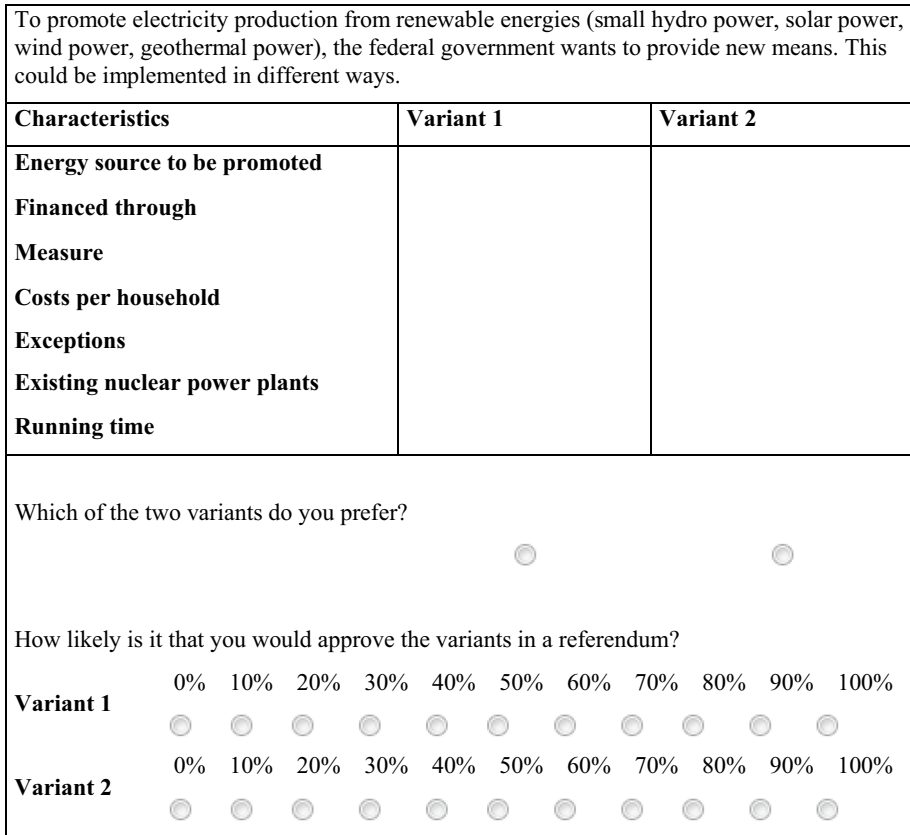 To promote electricity production from renewable energies (small hydro power, solar power,
wind power, geothermal power), the federal government wants to provide new means. This
could be implemented in different ways.
Characteristics Variant 1 Variant 2
Energy source to be promoted
Financed through
Measure
Costs per household
Exceptions
Existing nuclear power plants
Running time
Which of the two variants do you prefer?
How likely is it that you would approve the variants in a referendum?
0% 10% 20% 30% 40% 50% 60% 70% 80% 90% 100%
Variant 1
0% 10% 20% 30% 40% 50% 60% 70% 80% 90% 100%
Variant 2